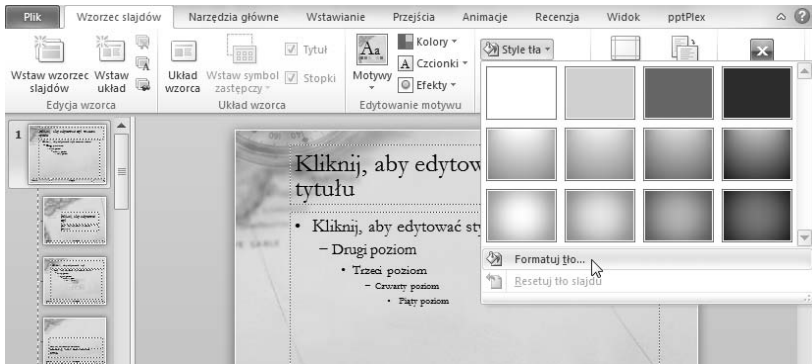 Plik Wzorzec slajdów Narzędzia główne Wstawianie Przejścia Animacje Recenzja Widok pptPlex
Wstaw wzorzec slajdów
Wstaw układ
Edycja wzorca
Układ wzorca
Wstaw symbol zastępczy
Tytuł
Stopki
Układ wzorca
Aa
Motywy
Kolory
Czcionki
Efekty
Edytowanie motywu
Style tła
Formatuj tło...
Resetuj tło slajdu
1
Kliknij, aby edytow
tytułu
• Kliknij, aby edytować sty
– Drugi poziom
• Trzeci poziom
– Czwarty poziom
• Piąty poziom